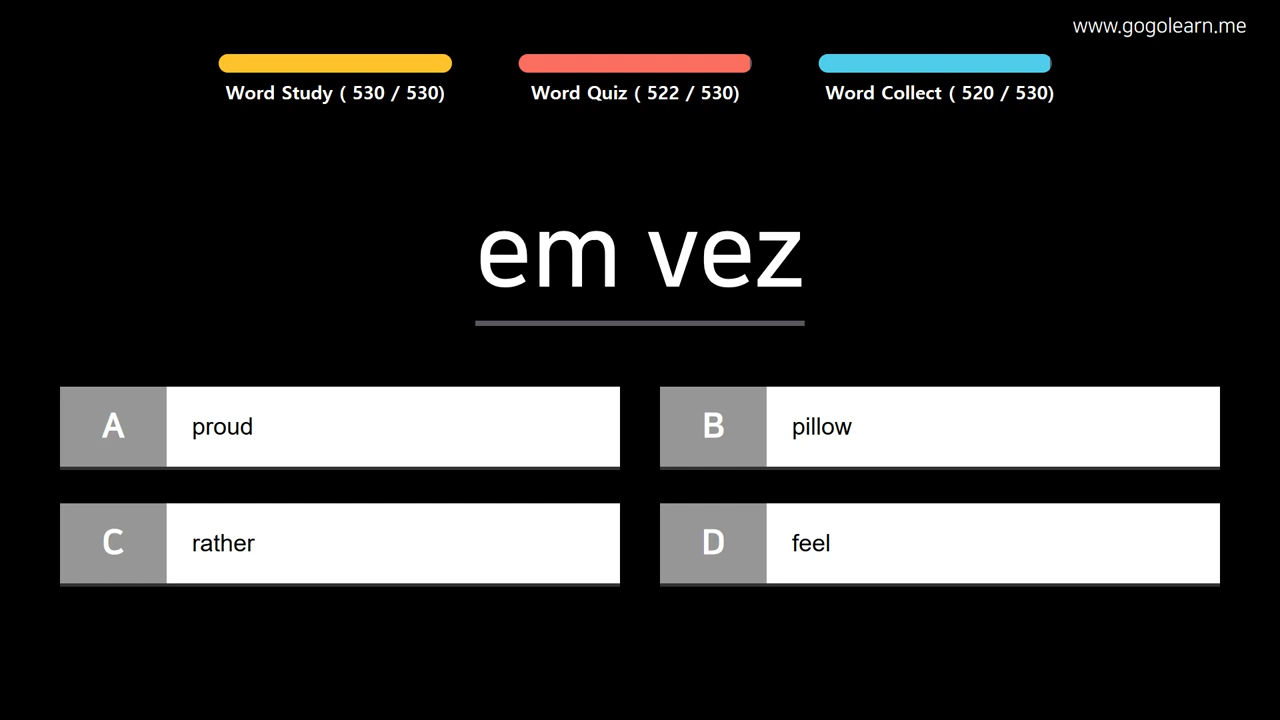 www.gogolearn.me
Word Study ( 530 / 530)
Word Quiz ( 522 / 530)
Word Collect ( 520 / 530)
em vez
A
proud
B
pillow
C
rather
D
feel